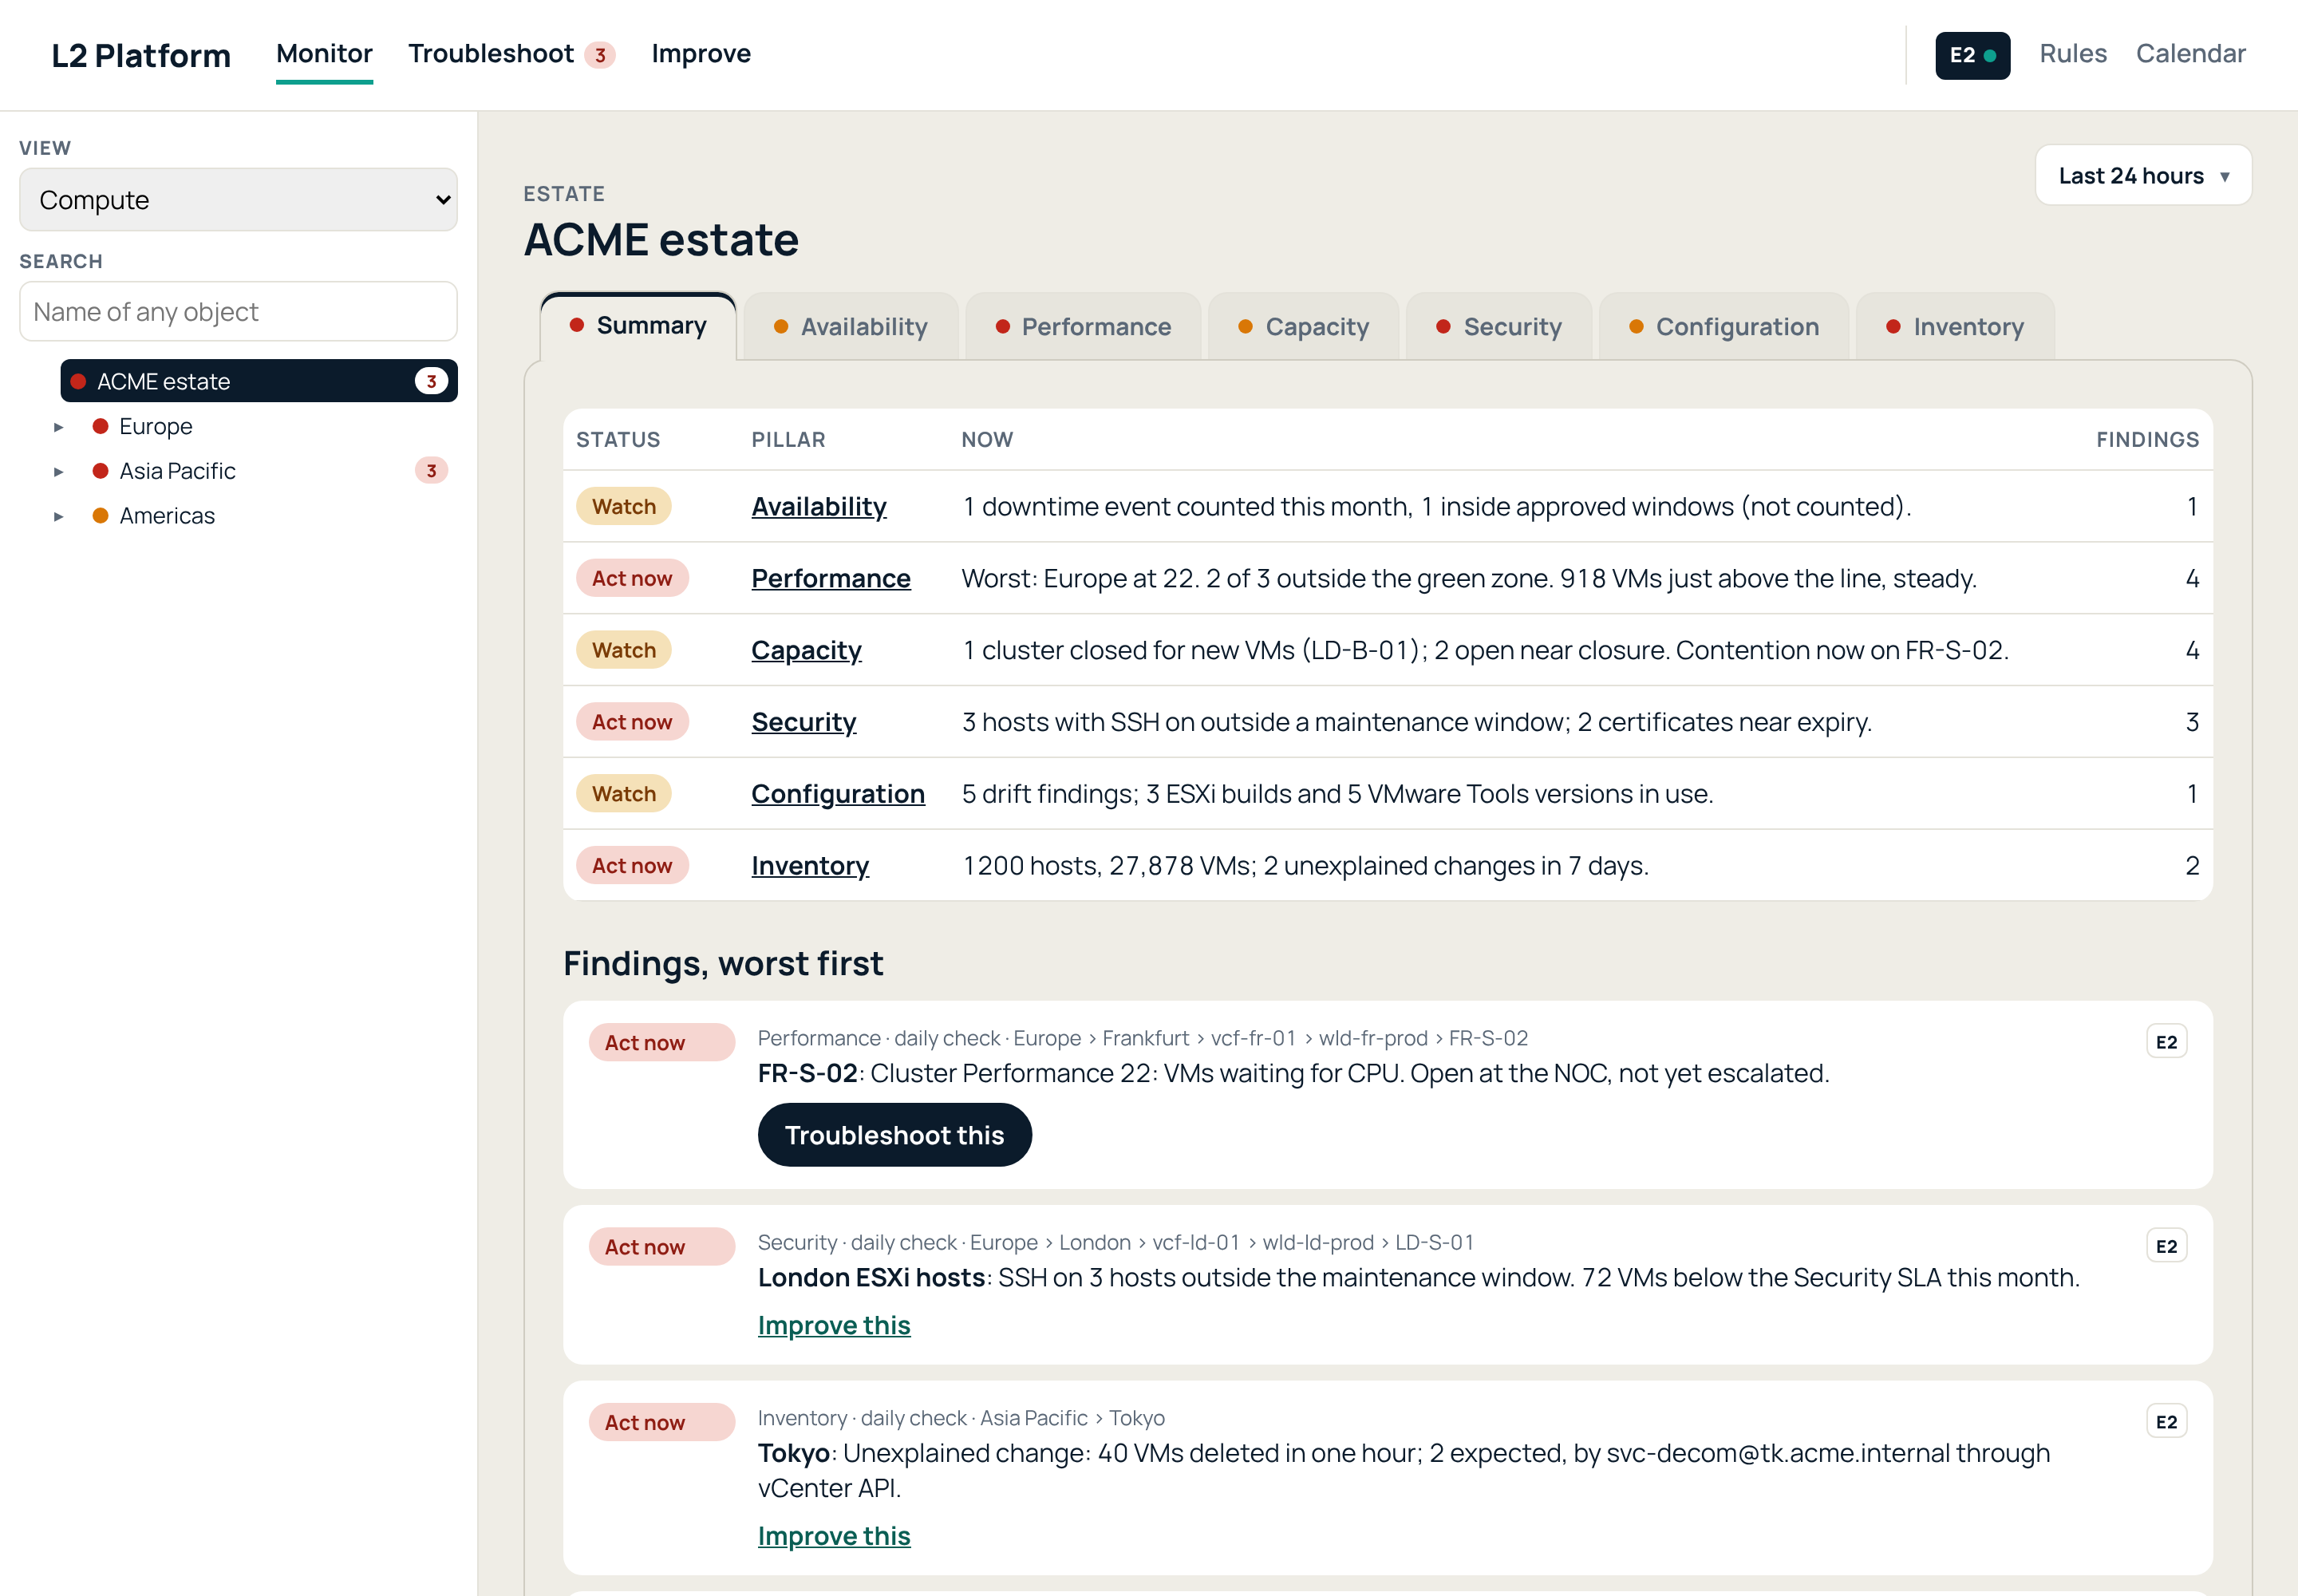 L2 Platform
Monitor
Troubleshoot 3
Improve
E2
Rules
Calendar
VIEW
Compute
SEARCH
Name of any object
ACME estate 3
Europe
Asia Pacific 3
Americas
Last 24 hours
ESTATE
ACME estate
Summary
Availability
Performance
Capacity
Security
Configuration
Inventory
STATUS PILLAR NOW FINDINGS
Watch Availability 1 downtime event counted this month, 1 inside approved windows (not counted). 1
Act now Performance Worst: Europe at 22. 2 of 3 outside the green zone. 918 VMs just above the line, steady. 4
Watch Capacity 1 cluster closed for new VMs (LD-B-01); 2 open near closure. Contention now on FR-S-02. 4
Act now Security 3 hosts with SSH on outside a maintenance window; 2 certificates near expiry. 3
Watch Configuration 5 drift findings; 3 ESXi builds and 5 VMware Tools versions in use. 1
Act now Inventory 1200 hosts, 27,878 VMs; 2 unexplained changes in 7 days. 2
Findings, worst first
Act now
Performance · daily check · Europe › Frankfurt › vcf-fr-01 › wld-fr-prod › FR-S-02
E2
FR-S-02: Cluster Performance 22: VMs waiting for CPU. Open at the NOC, not yet escalated.
Troubleshoot this
Act now
Security · daily check · Europe › London › vcf-ld-01 › wld-ld-prod › LD-S-01
E2
London ESXi hosts: SSH on 3 hosts outside the maintenance window. 72 VMs below the Security SLA this month.
Improve this
Act now
Inventory · daily check · Asia Pacific › Tokyo
E2
Tokyo: Unexplained change: 40 VMs deleted in one hour; 2 expected, by svc-decom@tk.acme.internal through
vCenter API.
Improve this